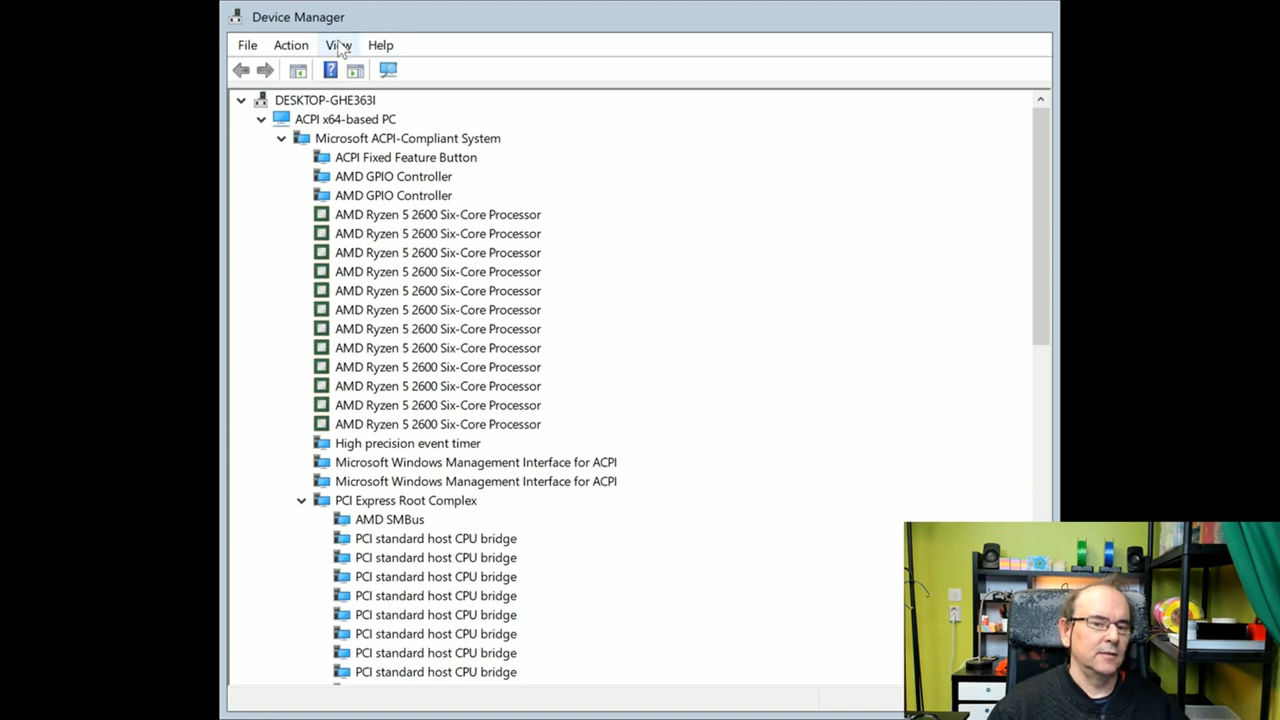 Device Manager
File Action View Help
DESKTOP-GHE363I
ACPI x64-based PC
Microsoft ACPI-Compliant System
ACPI Fixed Feature Button
AMD GPIO Controller
AMD GPIO Controller
AMD Ryzen 5 2600 Six-Core Processor
AMD Ryzen 5 2600 Six-Core Processor
AMD Ryzen 5 2600 Six-Core Processor
AMD Ryzen 5 2600 Six-Core Processor
AMD Ryzen 5 2600 Six-Core Processor
AMD Ryzen 5 2600 Six-Core Processor
AMD Ryzen 5 2600 Six-Core Processor
AMD Ryzen 5 2600 Six-Core Processor
AMD Ryzen 5 2600 Six-Core Processor
AMD Ryzen 5 2600 Six-Core Processor
AMD Ryzen 5 2600 Six-Core Processor
AMD Ryzen 5 2600 Six-Core Processor
High precision event timer
Microsoft Windows Management Interface for ACPI
Microsoft Windows Management Interface for ACPI
PCI Express Root Complex
AMD SMBus
PCI standard host CPU bridge
PCI standard host CPU bridge
PCI standard host CPU bridge
PCI standard host CPU bridge
PCI standard host CPU bridge
PCI standard host CPU bridge
PCI standard host CPU bridge
PCI standard host CPU bridge